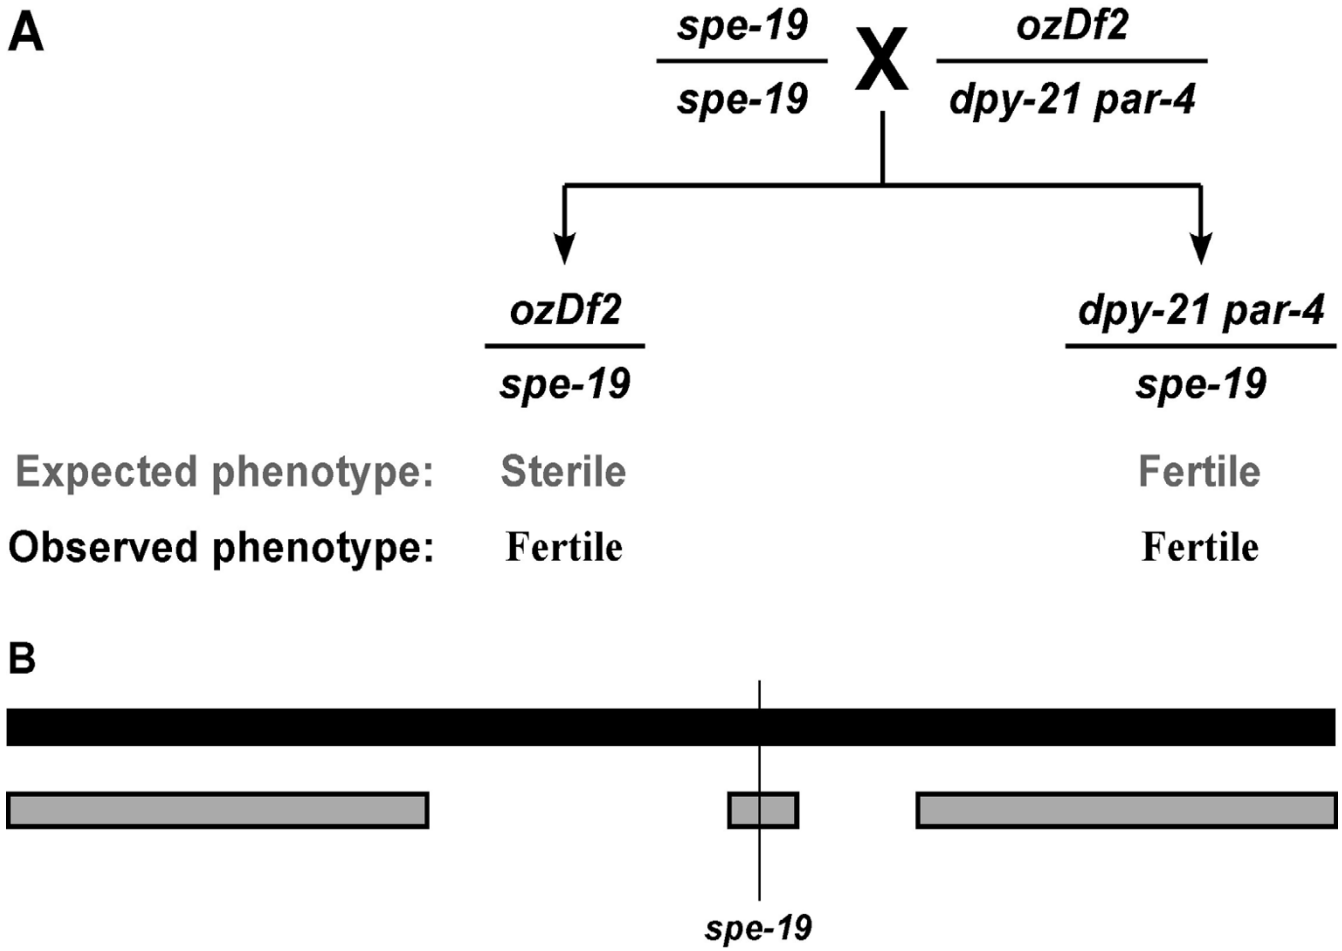 A
spe-19
spe-19
X
ozDf2
dpy-21 par-4
ozDf2
spe-19
dpy-21 par-4
spe-19
Expected phenotype: Sterile Fertile
Observed phenotype: Fertile Fertile
B
spe-19